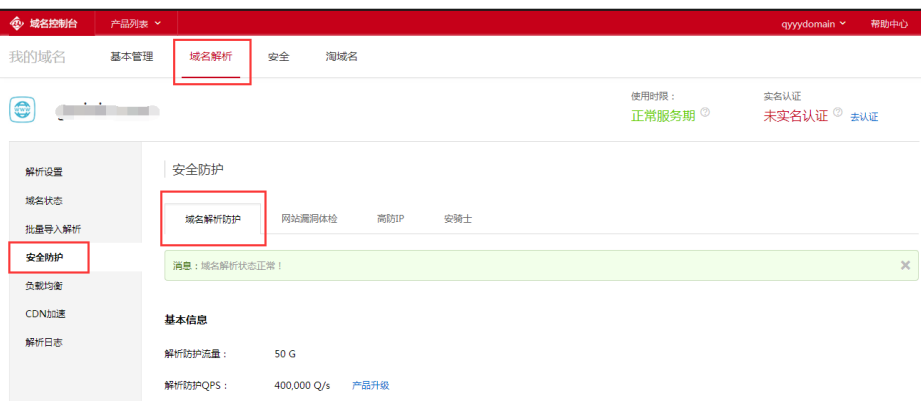 域名控制台 产品列表 qyyydomain 帮助中心
我的域名 基本管理 域名解析 安全 淘域名
使用时限： 实名认证
www 正常服务期 未实名认证 去认证
解析设置
域名状态
批量导入解析
安全防护
负载均衡
CDN加速
解析日志
安全防护
域名解析防护 网站漏洞体检 高防IP 安骑士
消息：域名解析状态正常！
基本信息
解析防护流量： 50 G
解析防护QPS： 400,000 Q/s 产品升级